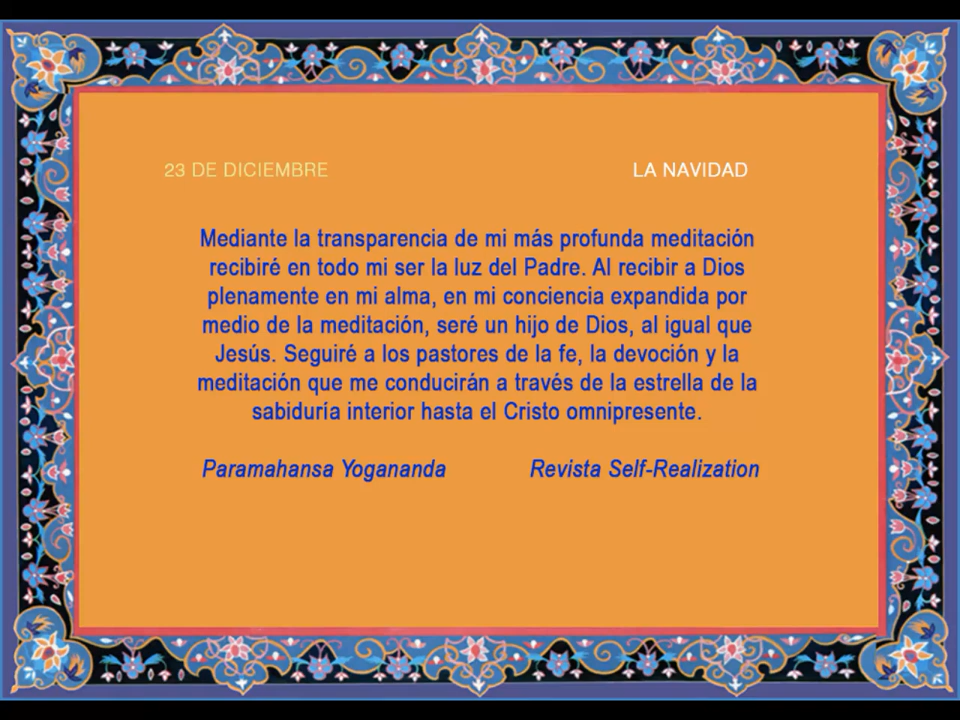 23 DE DICIEMBRE LA NAVIDAD
Mediante la transparencia de mi más profunda meditación
recibiré en todo mi ser la luz del Padre. Al recibir a Dios
plenamente en mi alma, en mi conciencia expandida por
medio de la meditación, seré un hijo de Dios, al igual que
Jesús. Seguiré a los pastores de la fe, la devoción y la
meditación que me conducirán a través de la estrella de la
sabiduría interior hasta el Cristo omnipresente.
Paramahansa Yogananda Revista Self-Realization